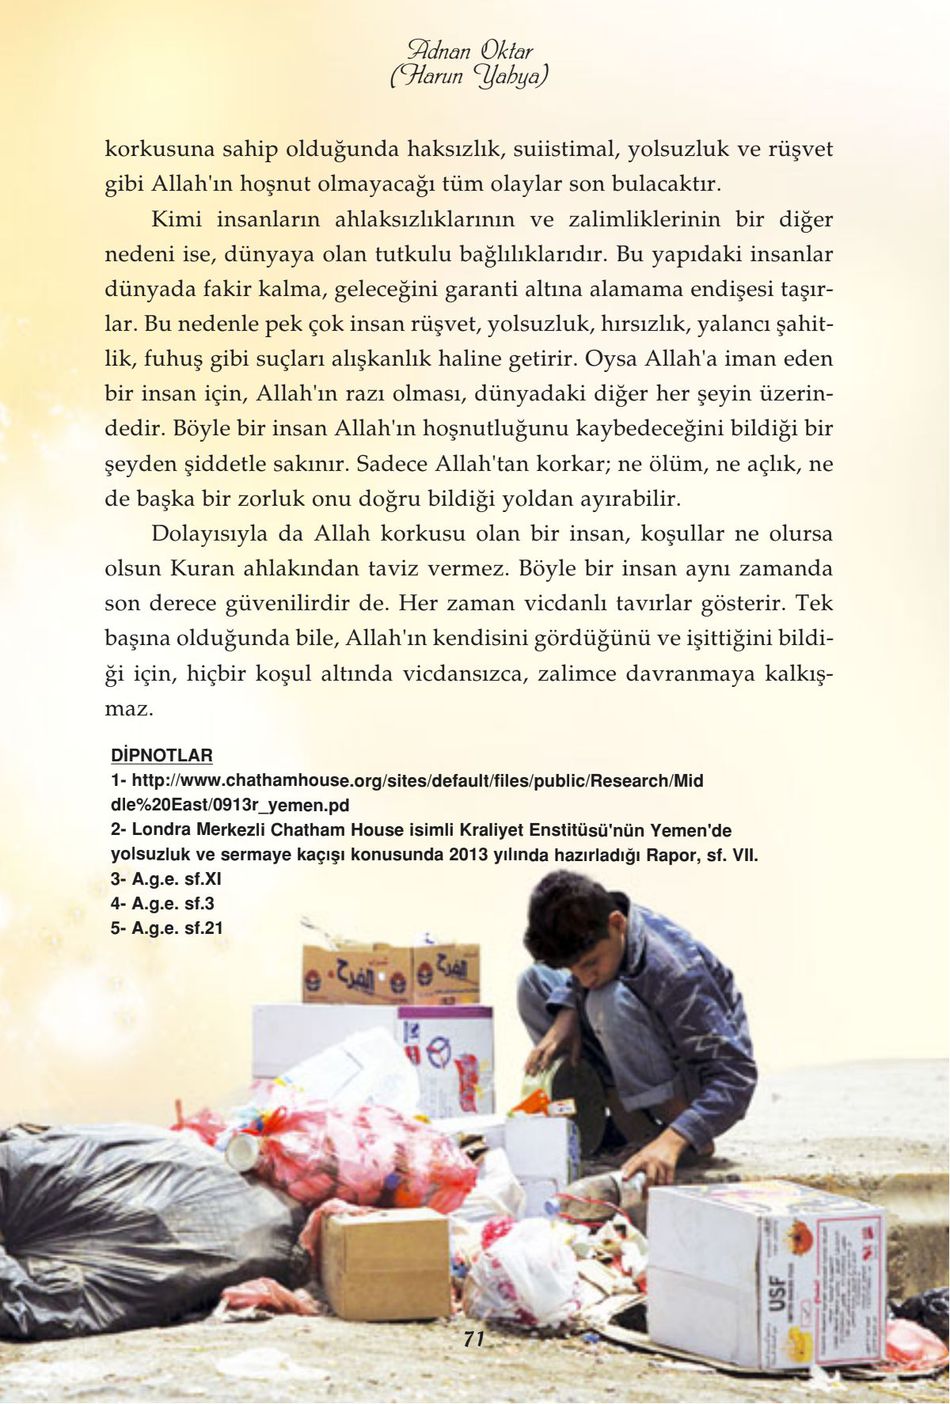 Adnan Oktar
(Harun Yahya)
korkusuna sahip olduğunda haksızlık, suiistimal, yolsuzluk ve rüşvet
gibi Allah'ın hoşnut olmayacağı tüm olaylar son bulacaktır.
Kimi insanların ahlaksızlıklarının ve zalimliklerinin bir diğer
nedeni ise, dünyaya olan tutkulu bağlılıklarıdır. Bu yapıdaki insanlar
dünyada fakir kalma, geleceğini garanti altına alamama endişesi taşır-
lar. Bu nedenle pek çok insan rüşvet, yolsuzluk, hırsızlık, yalancı şahit-
lik, fuhuş gibi suçları alışkanlık haline getirir. Oysa Allah'a iman eden
bir insan için, Allah'ın razı olması, dünyadaki diğer her şeyin üzerin-
dedir. Böyle bir insan Allah'ın hoşnutluğunu kaybedeceğini bildiği bir
şeyden şiddetle sakınır. Sadece Allah'tan korkar; ne ölüm, ne açlık, ne
de başka bir zorluk onu doğru bildiği yoldan ayırabilir.
Dolayısıyla da Allah korkusu olan bir insan, koşullar ne olursa
olsun Kuran ahlakından taviz vermez. Böyle bir insan aynı zamanda
son derece güvenilirdir de. Her zaman vicdanlı tavırlar gösterir. Tek
başına olduğunda bile, Allah'ın kendisini gördüğünü ve işittiğini bildi-
ği için, hiçbir koşul altında vicdansızca, zalimce davranmaya kalkış-
maz.
DİPNOTLAR
1- http://www.chathamhouse.org/sites/default/files/public/Research/Mid
dle%20East/0913r_yemen.pd
2- Londra Merkezli Chatham House isimli Kraliyet Enstitüsü'nün Yemen'de
yolsuzluk ve sermaye kaçışı konusunda 2013 yılında hazırladığı Rapor, sf. VII.
3- A.g.e. sf.XI
4- A.g.e. sf.3
5- A.g.e. sf.21
الفرح
USF
71